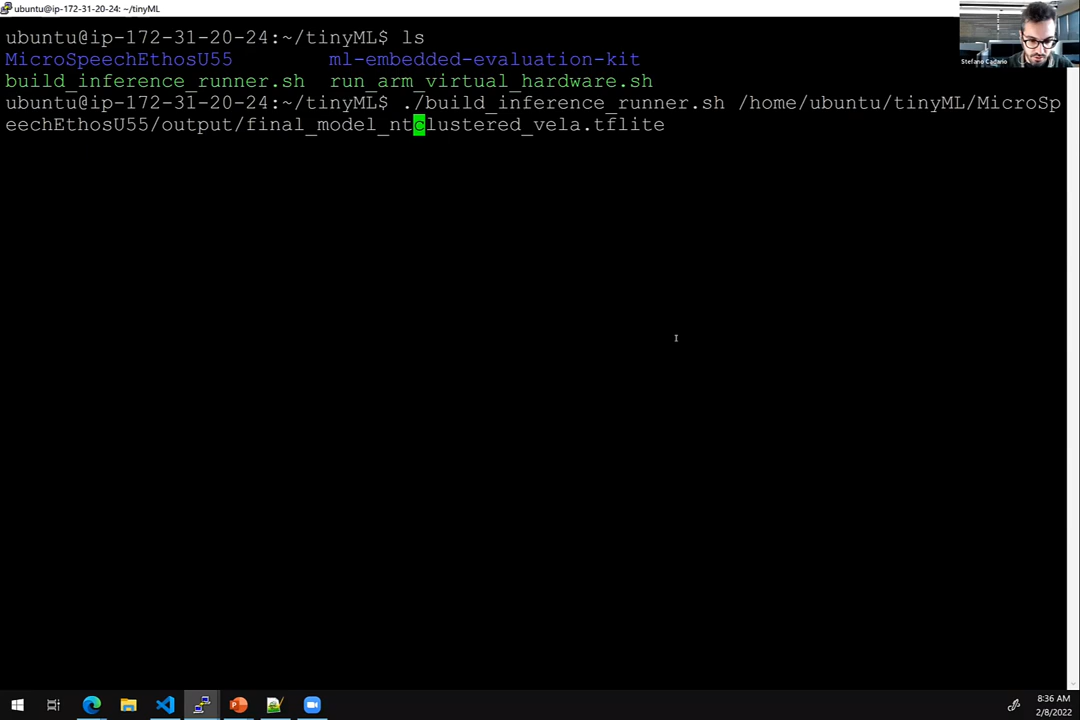 ubuntu@ip-172-31-20-24: ~/tinyML
ubuntu@ip-172-31-20-24:~/tinyML$ ls
MicroSpeechEthosU55 ml-embedded-evaluation-kit
build_inference_runner.sh run_arm_virtual_hardware.sh
ubuntu@ip-172-31-20-24:~/tinyML$ ./build_inference_runner.sh /home/ubuntu/tinyML/MicroSp
eechEthosU55/output/final_model_ntclustered_vela.tflite
Stefano Cadario
8:36 AM
2/8/2022